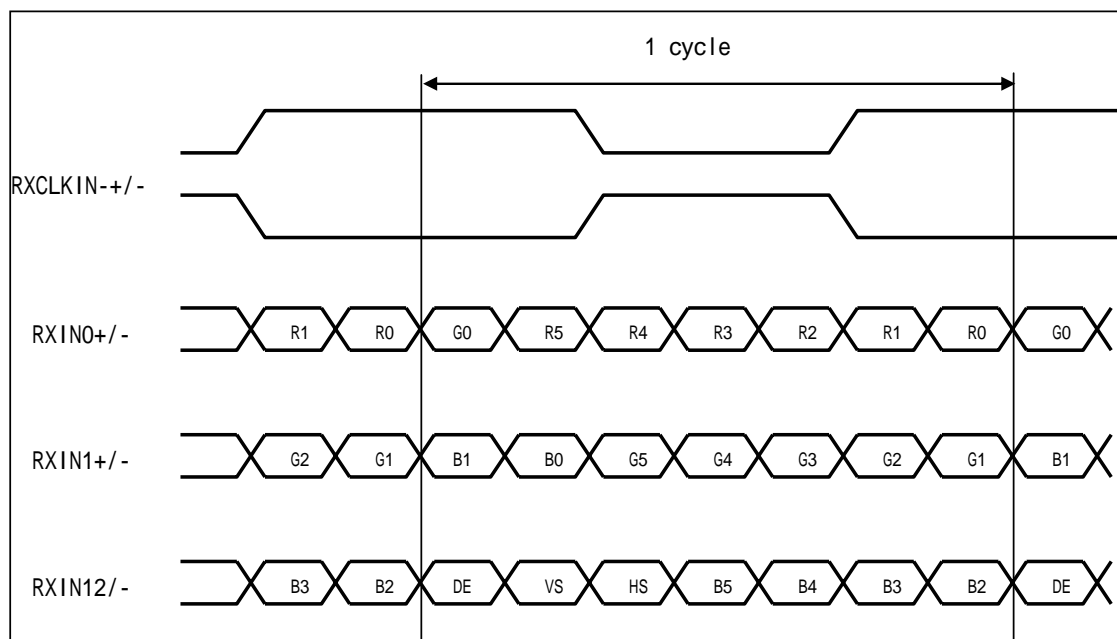 1 cycle
RXCLKIN-+/-
RXIN0+/- R1 R0 G0 R5 R4 R3 R2 R1 R0 G0
RXIN1+/- G2 G1 B1 B0 G5 G4 G3 G2 G1 B1
RXIN12/- B3 B2 DE VS HS B5 B4 B3 B2 DE